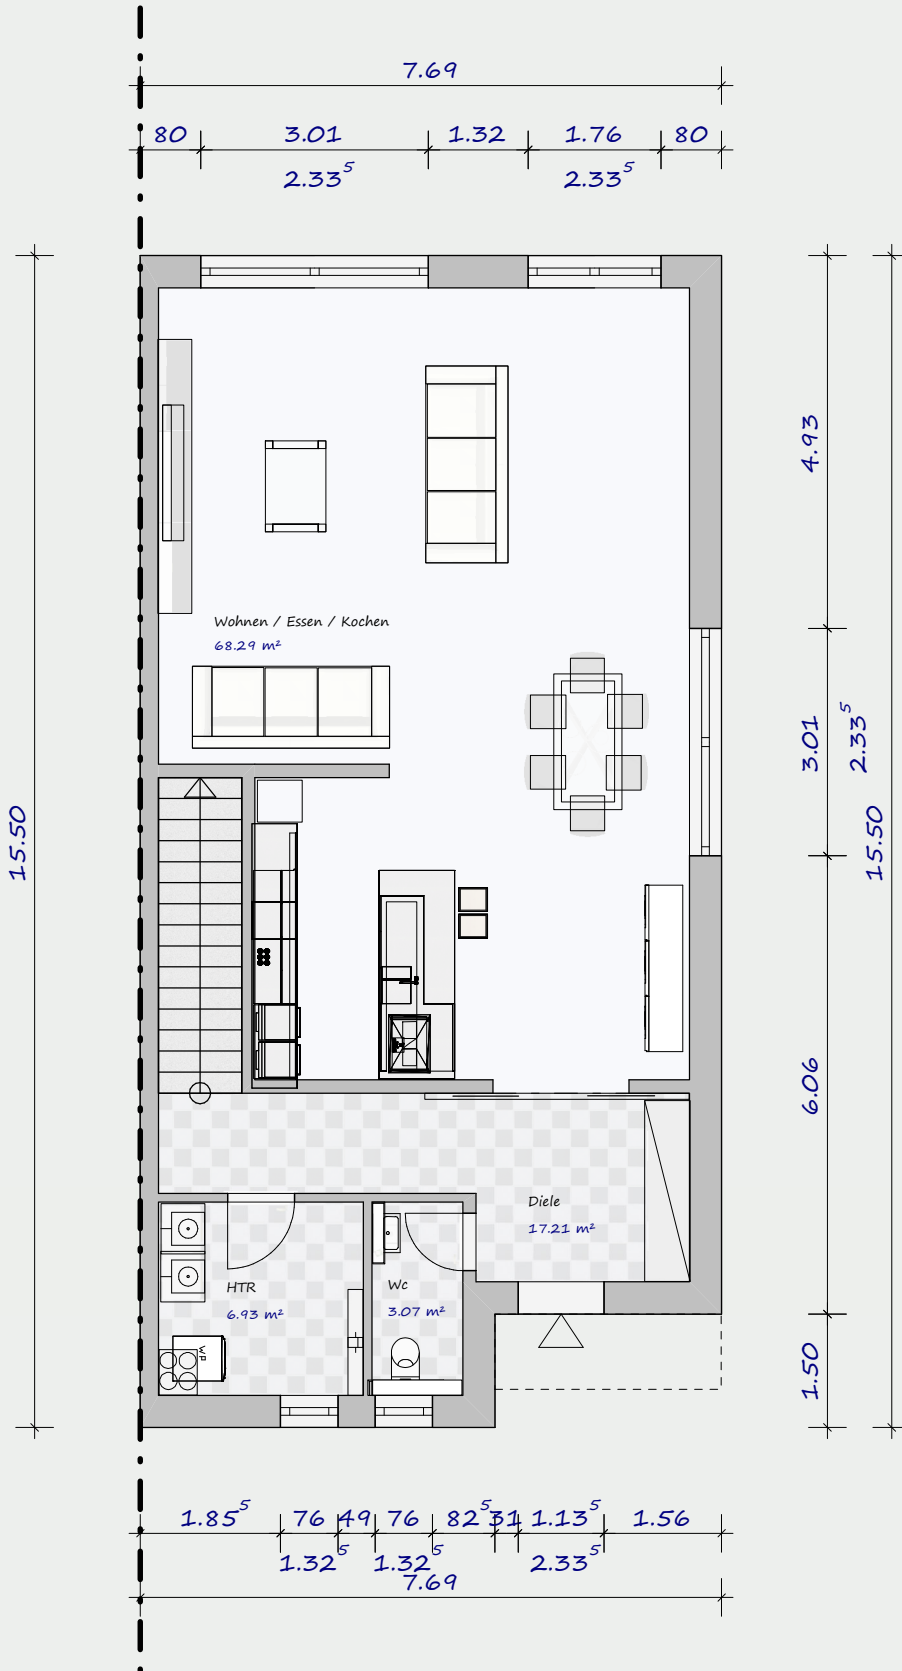 7.69
80 3.01 1.32 1.76 80
2.33⁵ 2.33⁵
4.93
Wohnen / Essen / Kochen
68.29 m²
3.01
2.33⁵
15.50
15.50
6.06
Diele
17.21 m²
HTR
6.93 m²
Wc
3.07 m²
WP
1.50
1.85⁵ 76 49 76 82⁵ 31 1.13⁵ 1.56
1.32⁵ 1.32⁵ 2.33⁵
7.69